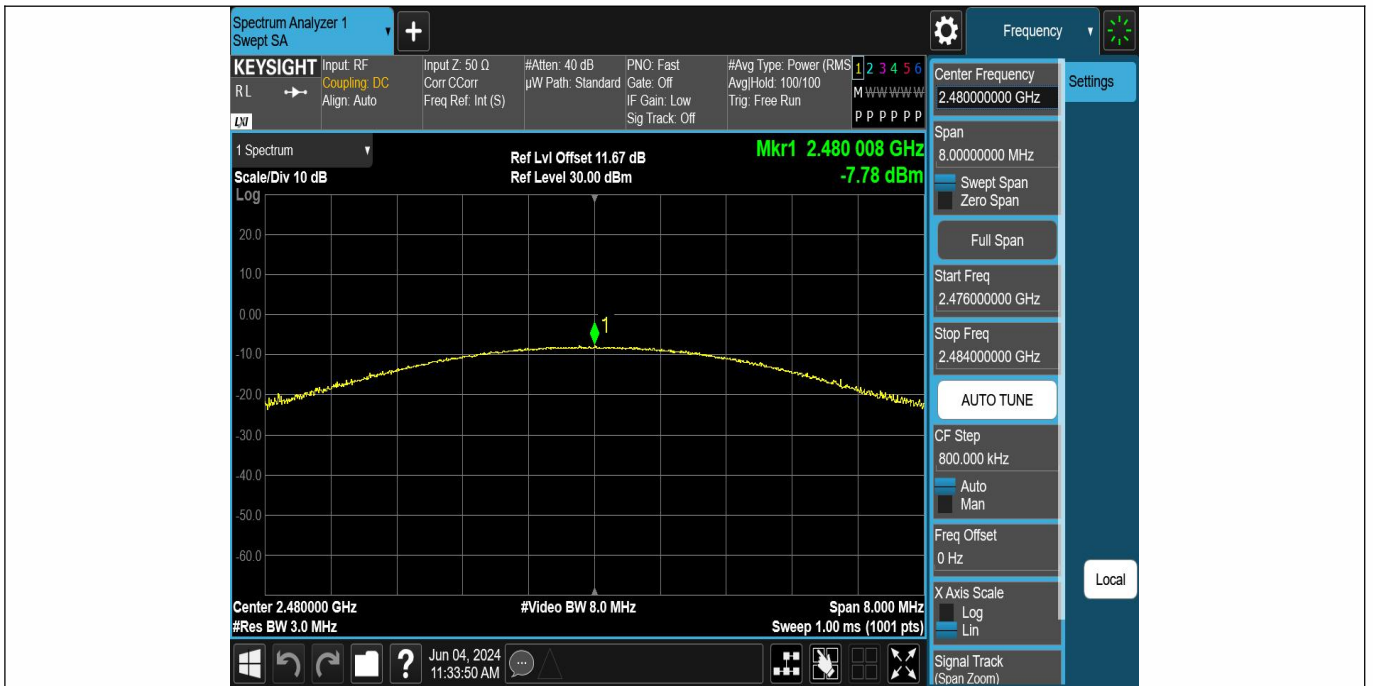 Spectrum Analyzer 1
Swept SA
+
Frequency
KEYSIGHT
RL
LXI
Input: RF
Coupling: DC
Align: Auto
Input Z: 50 Ω
Corr CCorr
Freq Ref: Int (S)
#Atten: 40 dB
µW Path: Standard
PNO: Fast
Gate: Off
IF Gain: Low
Sig Track: Off
#Avg Type: Power (RMS
Avg|Hold: 100/100
Trig: Free Run
1 2 3 4 5 6
M W W W W W
P P P P P P
1 Spectrum
Scale/Div 10 dB
Log
Ref Lvl Offset 11.67 dB
Ref Level 30.00 dBm
Mkr1 2.480 008 GHz
-7.78 dBm
20.0
10.0
0.00
1
-10.0
-20.0
-30.0
-40.0
-50.0
-60.0
Center 2.480000 GHz
#Res BW 3.0 MHz
#Video BW 8.0 MHz
Span 8.000 MHz
Sweep 1.00 ms (1001 pts)
Center Frequency
2.480000000 GHz
Settings
Span
8.00000000 MHz
Swept Span
Zero Span
Full Span
Start Freq
2.476000000 GHz
Stop Freq
2.484000000 GHz
AUTO TUNE
CF Step
800.000 kHz
Auto
Man
Freq Offset
0 Hz
Local
X Axis Scale
Log
Lin
Signal Track
(Span Zoom)
?
Jun 04, 2024
11:33:50 AM